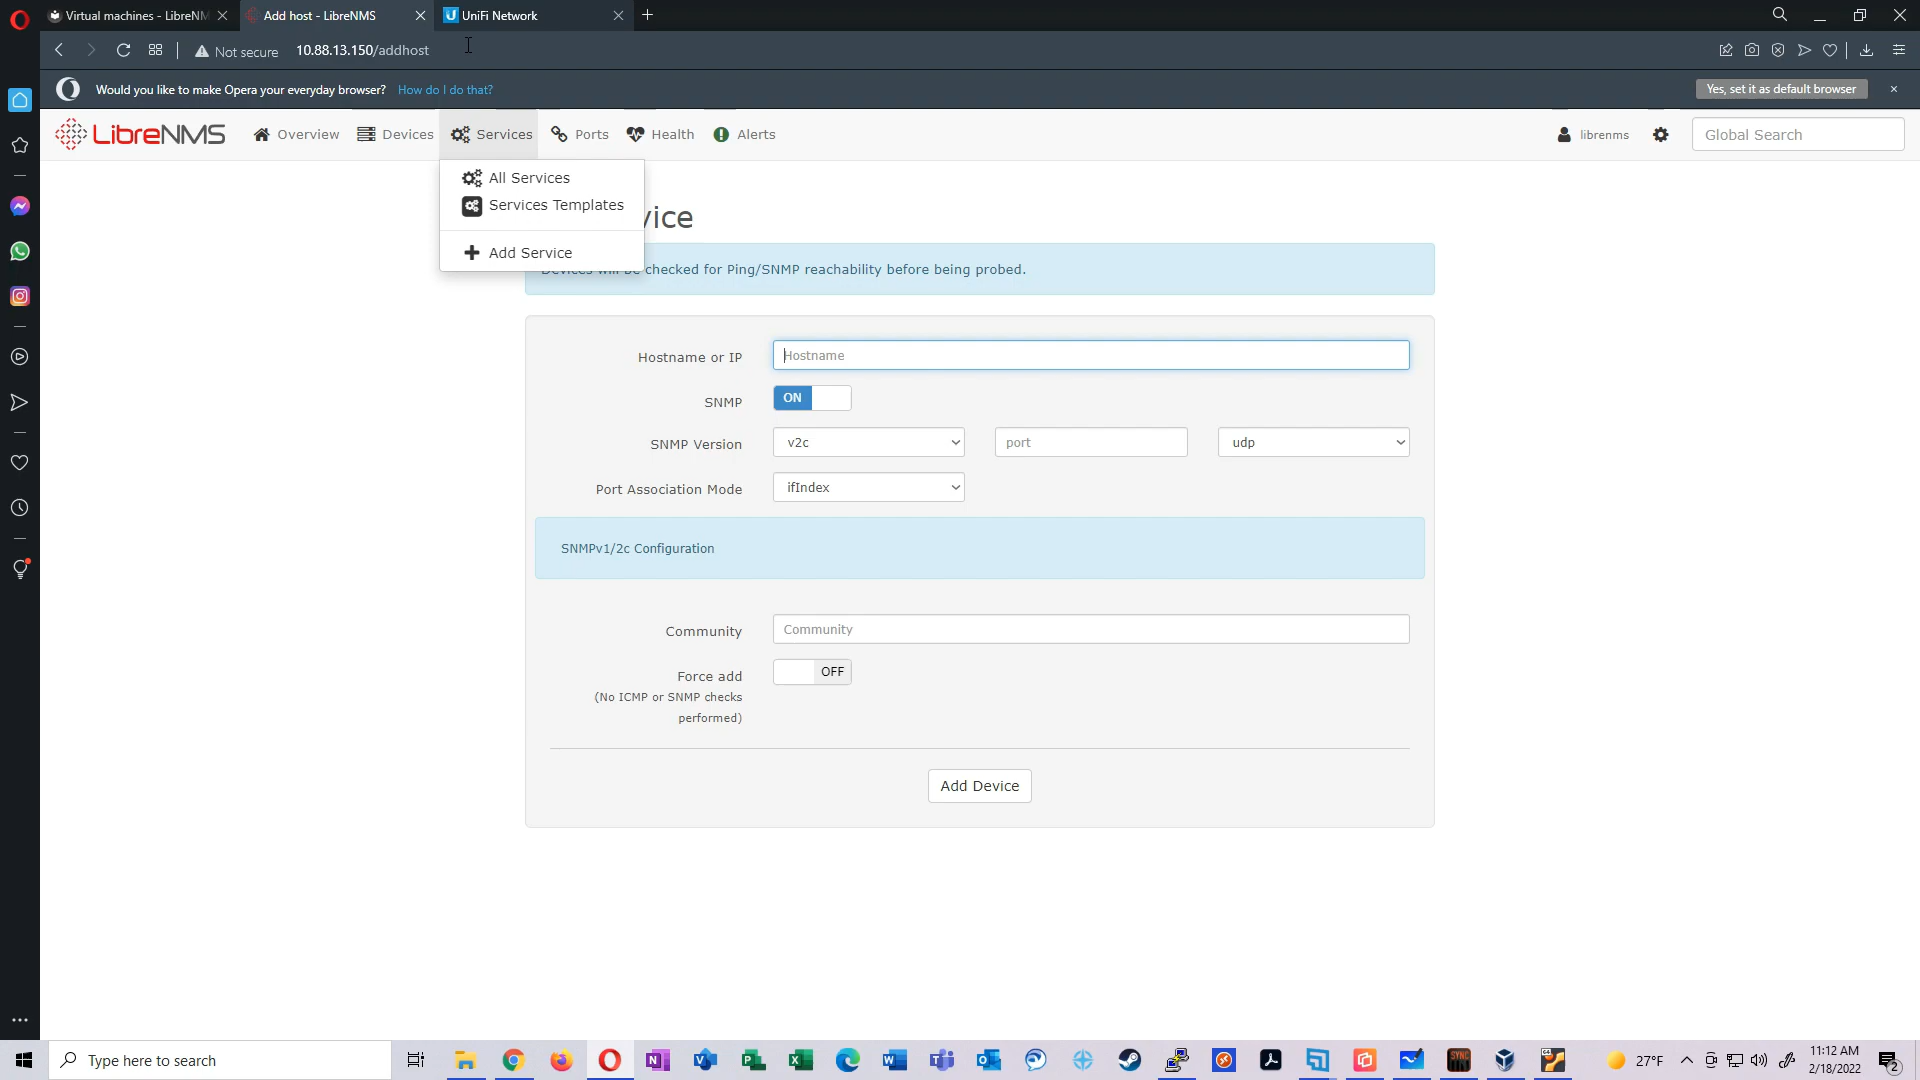 Virtual machines - LibreNM
Add host - LibreNMS
UniFi Network
Not secure
10.88.13.150/addhost
Would you like to make Opera your everyday browser?
How do I do that?
Yes, set it as default browser
LibreNMS
Overview
Devices
Services
Ports
Health
Alerts
librenms
Global Search
All Services
Services Templates
Add Service
vice
Devices will be checked for Ping/SNMP reachability before being probed.
Hostname or IP
Hostname
SNMP
ON
SNMP Version
v2c
port
udp
Port Association Mode
ifIndex
SNMPv1/2c Configuration
Community
Community
Force add
OFF
(No ICMP or SNMP checks
performed)
Add Device
Type here to search
27°F
11:12 AM
2/18/2022
2